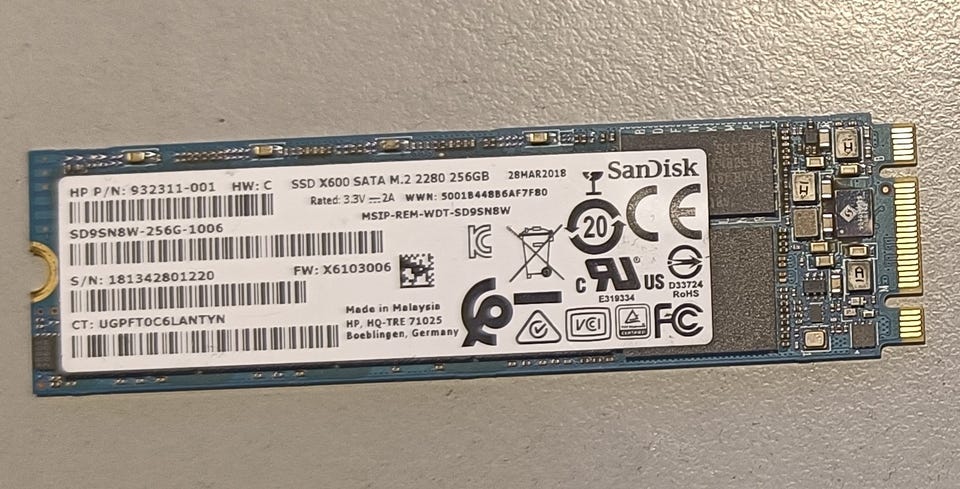 HP P/N: 932311-001 HW: C
SSD X600 SATA M.2 2280 256GB 28MAR2018
SanDisk
Rated: 3.3V⎓2A WWN: 5001B448B6AF7F80
MSIP-REM-WDT-SD9SN8W
SD9SN8W-256G-1006
20
CE
S/N: 181342801220 FW: X6103006
c RU US
E319334
D33724
RoHS
Made in Malaysia
HP, HQ-TRE 71025
Boeblingen, Germany
CT: UGPFT0C6LANTYN
VCI
FC